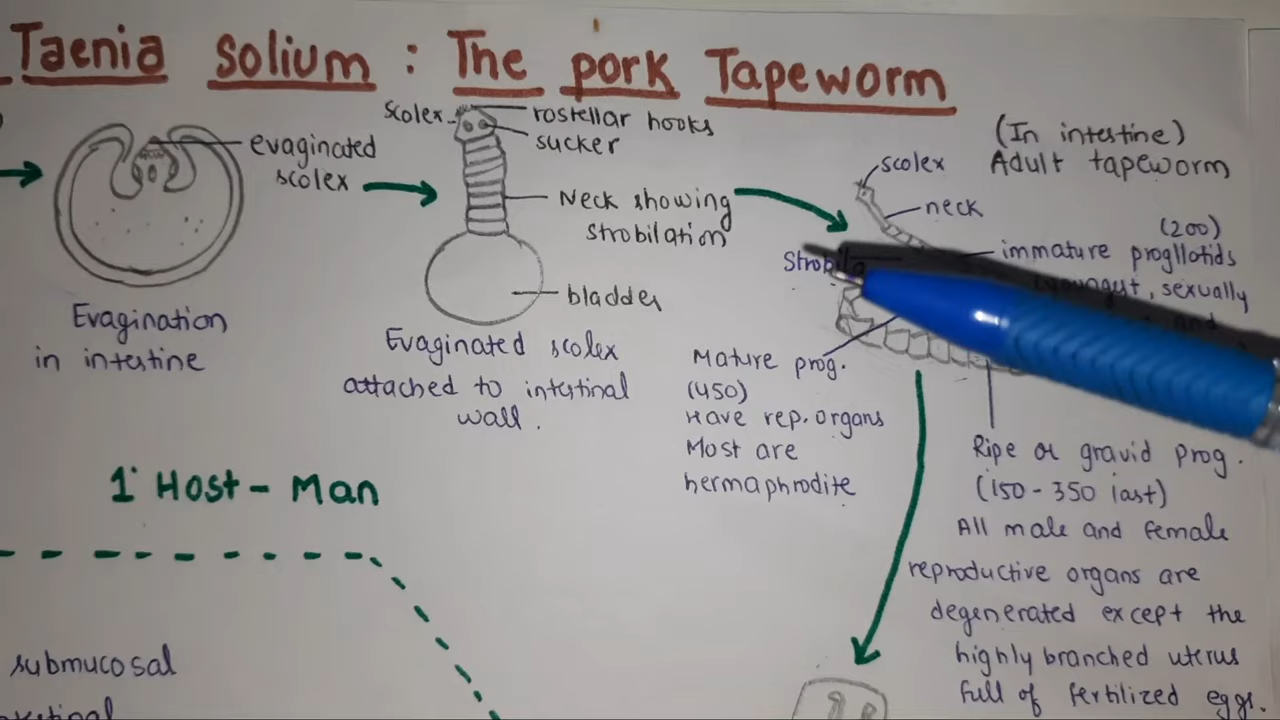 Taenia solium : The pork Tapeworm
evaginated
scolex
Evagination
in intestine
scolex
rostellar hooks
sucker
Neck showing
strobilation
bladder
Evaginated scolex
attached to intestinal
wall.
(In intestine)
Adult tapeworm
scolex
neck
(200)
immature progllotids
sexually
Mature prog.
(450)
Have rep. organs
Most are
hermaphrodite
Ripe or gravid prog.
(150-350 last)
All male and female
reproductive organs are
degenerated except the
highly branched uterus
full of fertilized eggs.
1° Host - Man
submucosal